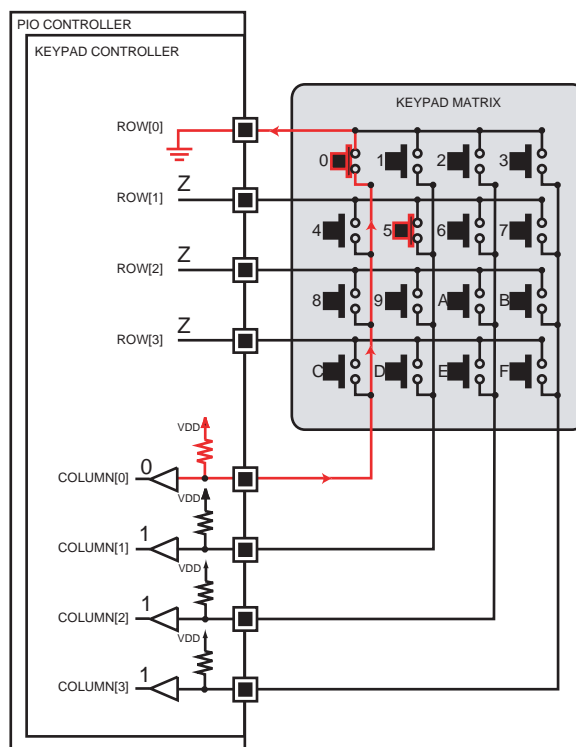 PIO CONTROLLER
KEYPAD CONTROLLER
KEYPAD MATRIX
ROW[0]
0 1 2 3
ROW[1] Z
4 5 6 7
ROW[2] Z
8 9 A B
ROW[3] Z
C D E F
VDD
COLUMN[0] 0
VDD
COLUMN[1] 1
VDD
COLUMN[2] 1
VDD
COLUMN[3] 1